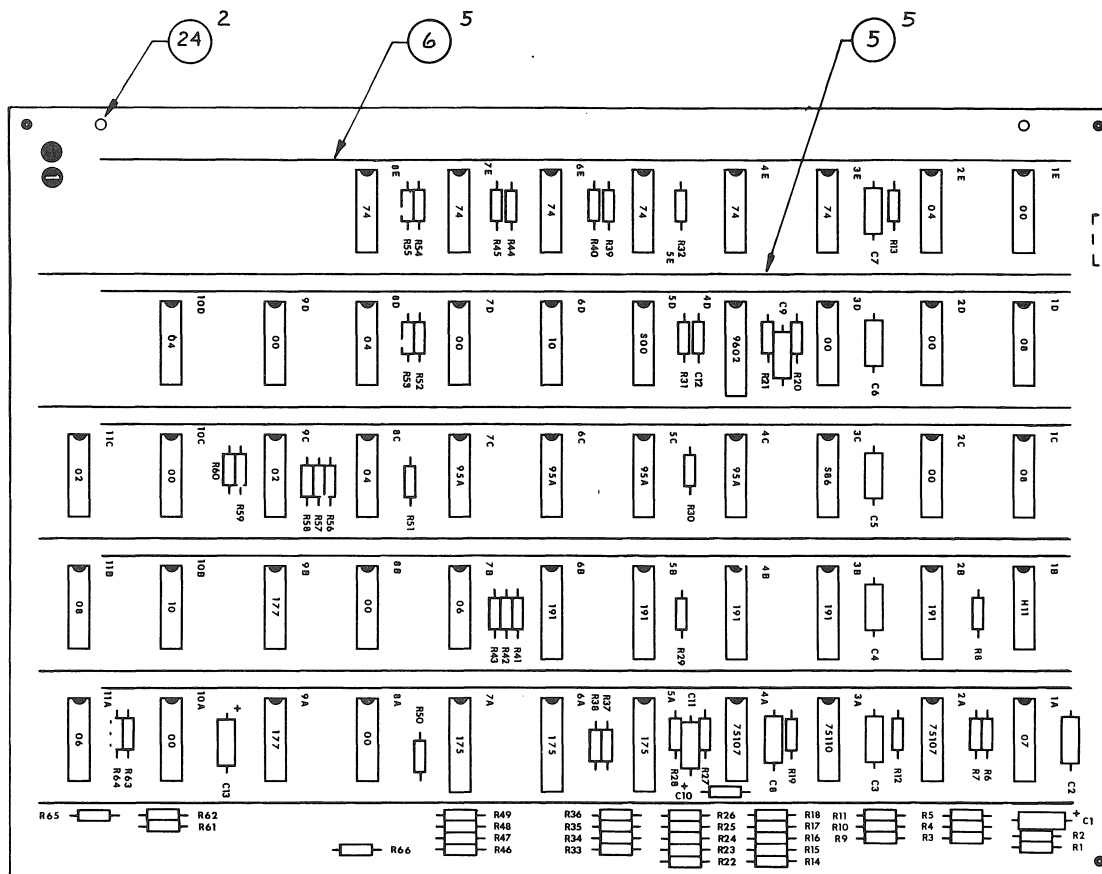 24 2
6 5
5 5
8E 7E 6E 4E 3E 2E 1E
74 74 74 74 74 04 00
R55 R54 R45 R44 R40 R39 R32 5E C7 R13
10D 9D 8D 7D 6D 5D 4D C9 3D 2D 1D
04 00 04 00 10 S00 9602 00 00 08
R53 R52 R31 C12 R21 R20 C6
11C 10C 9C 8C 7C 6C 5C 4C 3C 2C 1C
02 00 02 04 95A 95A 95A 95A S86 00 08
R60 R59 R58 R57 R56 R51 R30 C5
11B 10B 9B 8B 7B 6B 5B 4B 3B 2B 1B
08 10 177 00 06 191 191 191 191 191 H11
R43 R42 R41 R29 C4 R8
11A 10A 9A 8A R50 7A 6A R38 R37 5A C11 4A 3A 2A 1A
06 00 + 177 00 175 175 175 75107 75110 75107 07
R64 R63 C13 R28 R27 C8 R19 C3 R12 R7 R6 C2
+
C10
R65 R62 R49 R36 R26 R18 R11 R5 + C1
R61 R48 R35 R25 R17 R10 R4 R2
R47 R34 R24 R16 R9 R3 R1
R66 R46 R33 R23 R15
R22 R14